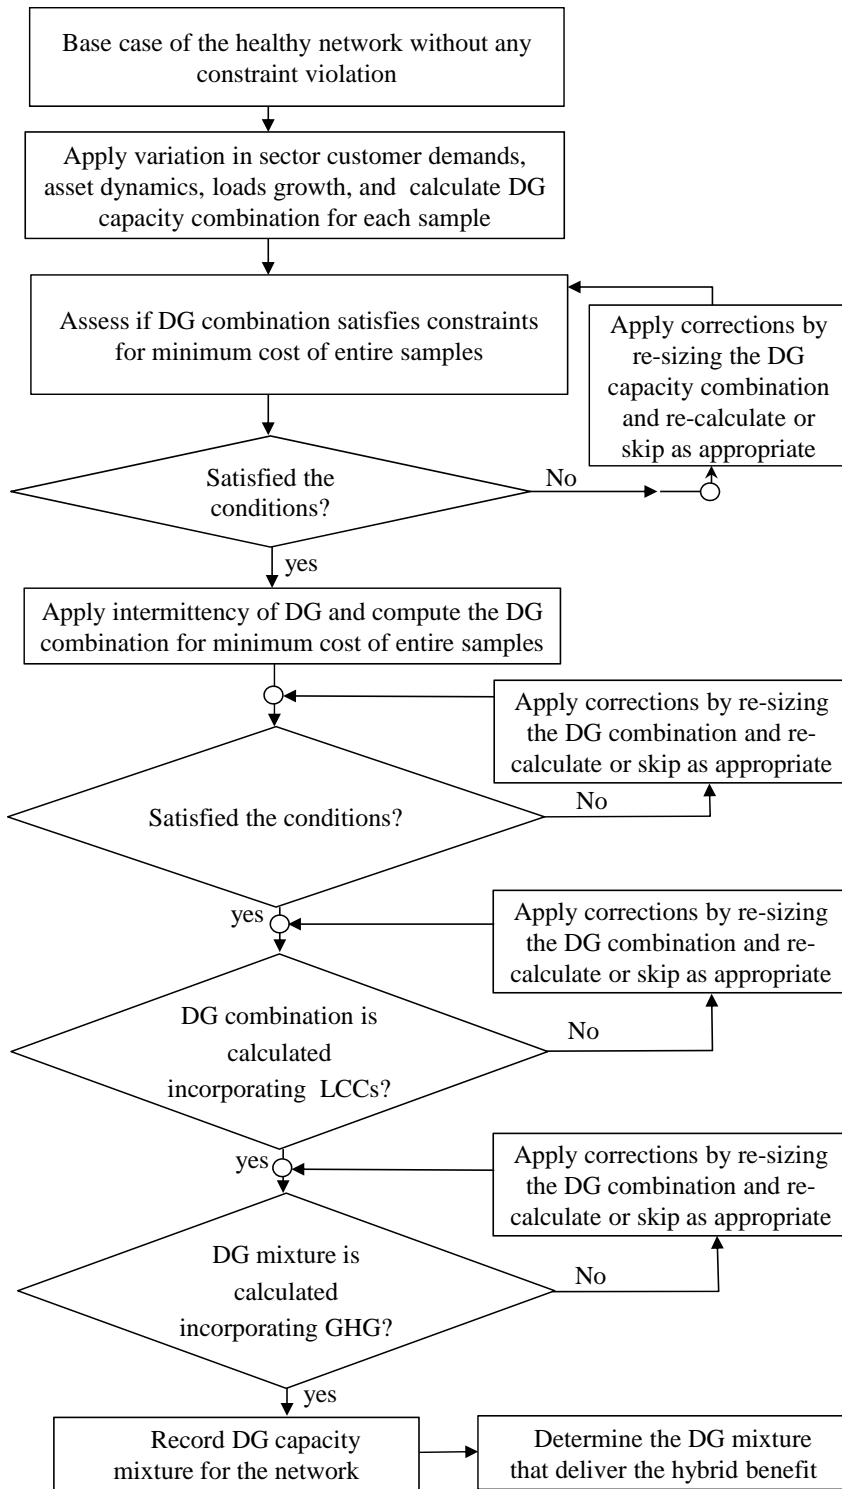 Base case of the healthy network without any
constraint violation
Apply variation in sector customer demands,
asset dynamics, loads growth, and calculate DG
capacity combination for each sample
Assess if DG combination satisfies constraints
for minimum cost of entire samples
Apply corrections by
re-sizing the DG
capacity combination
and re-calculate or
skip as appropriate
Satisfied the
conditions?
No
yes
Apply intermittency of DG and compute the DG
combination for minimum cost of entire samples
Apply corrections by re-sizing
the DG combination and re-
calculate or skip as appropriate
Satisfied the conditions?
No
yes
Apply corrections by re-sizing
the DG combination and re-
calculate or skip as appropriate
DG combination is
calculated
incorporating LCCs?
No
yes
Apply corrections by re-sizing
the DG combination and re-
calculate or skip as appropriate
DG mixture is
calculated
incorporating GHG?
No
yes
Record DG capacity
mixture for the network
Determine the DG mixture
that deliver the hybrid benefit